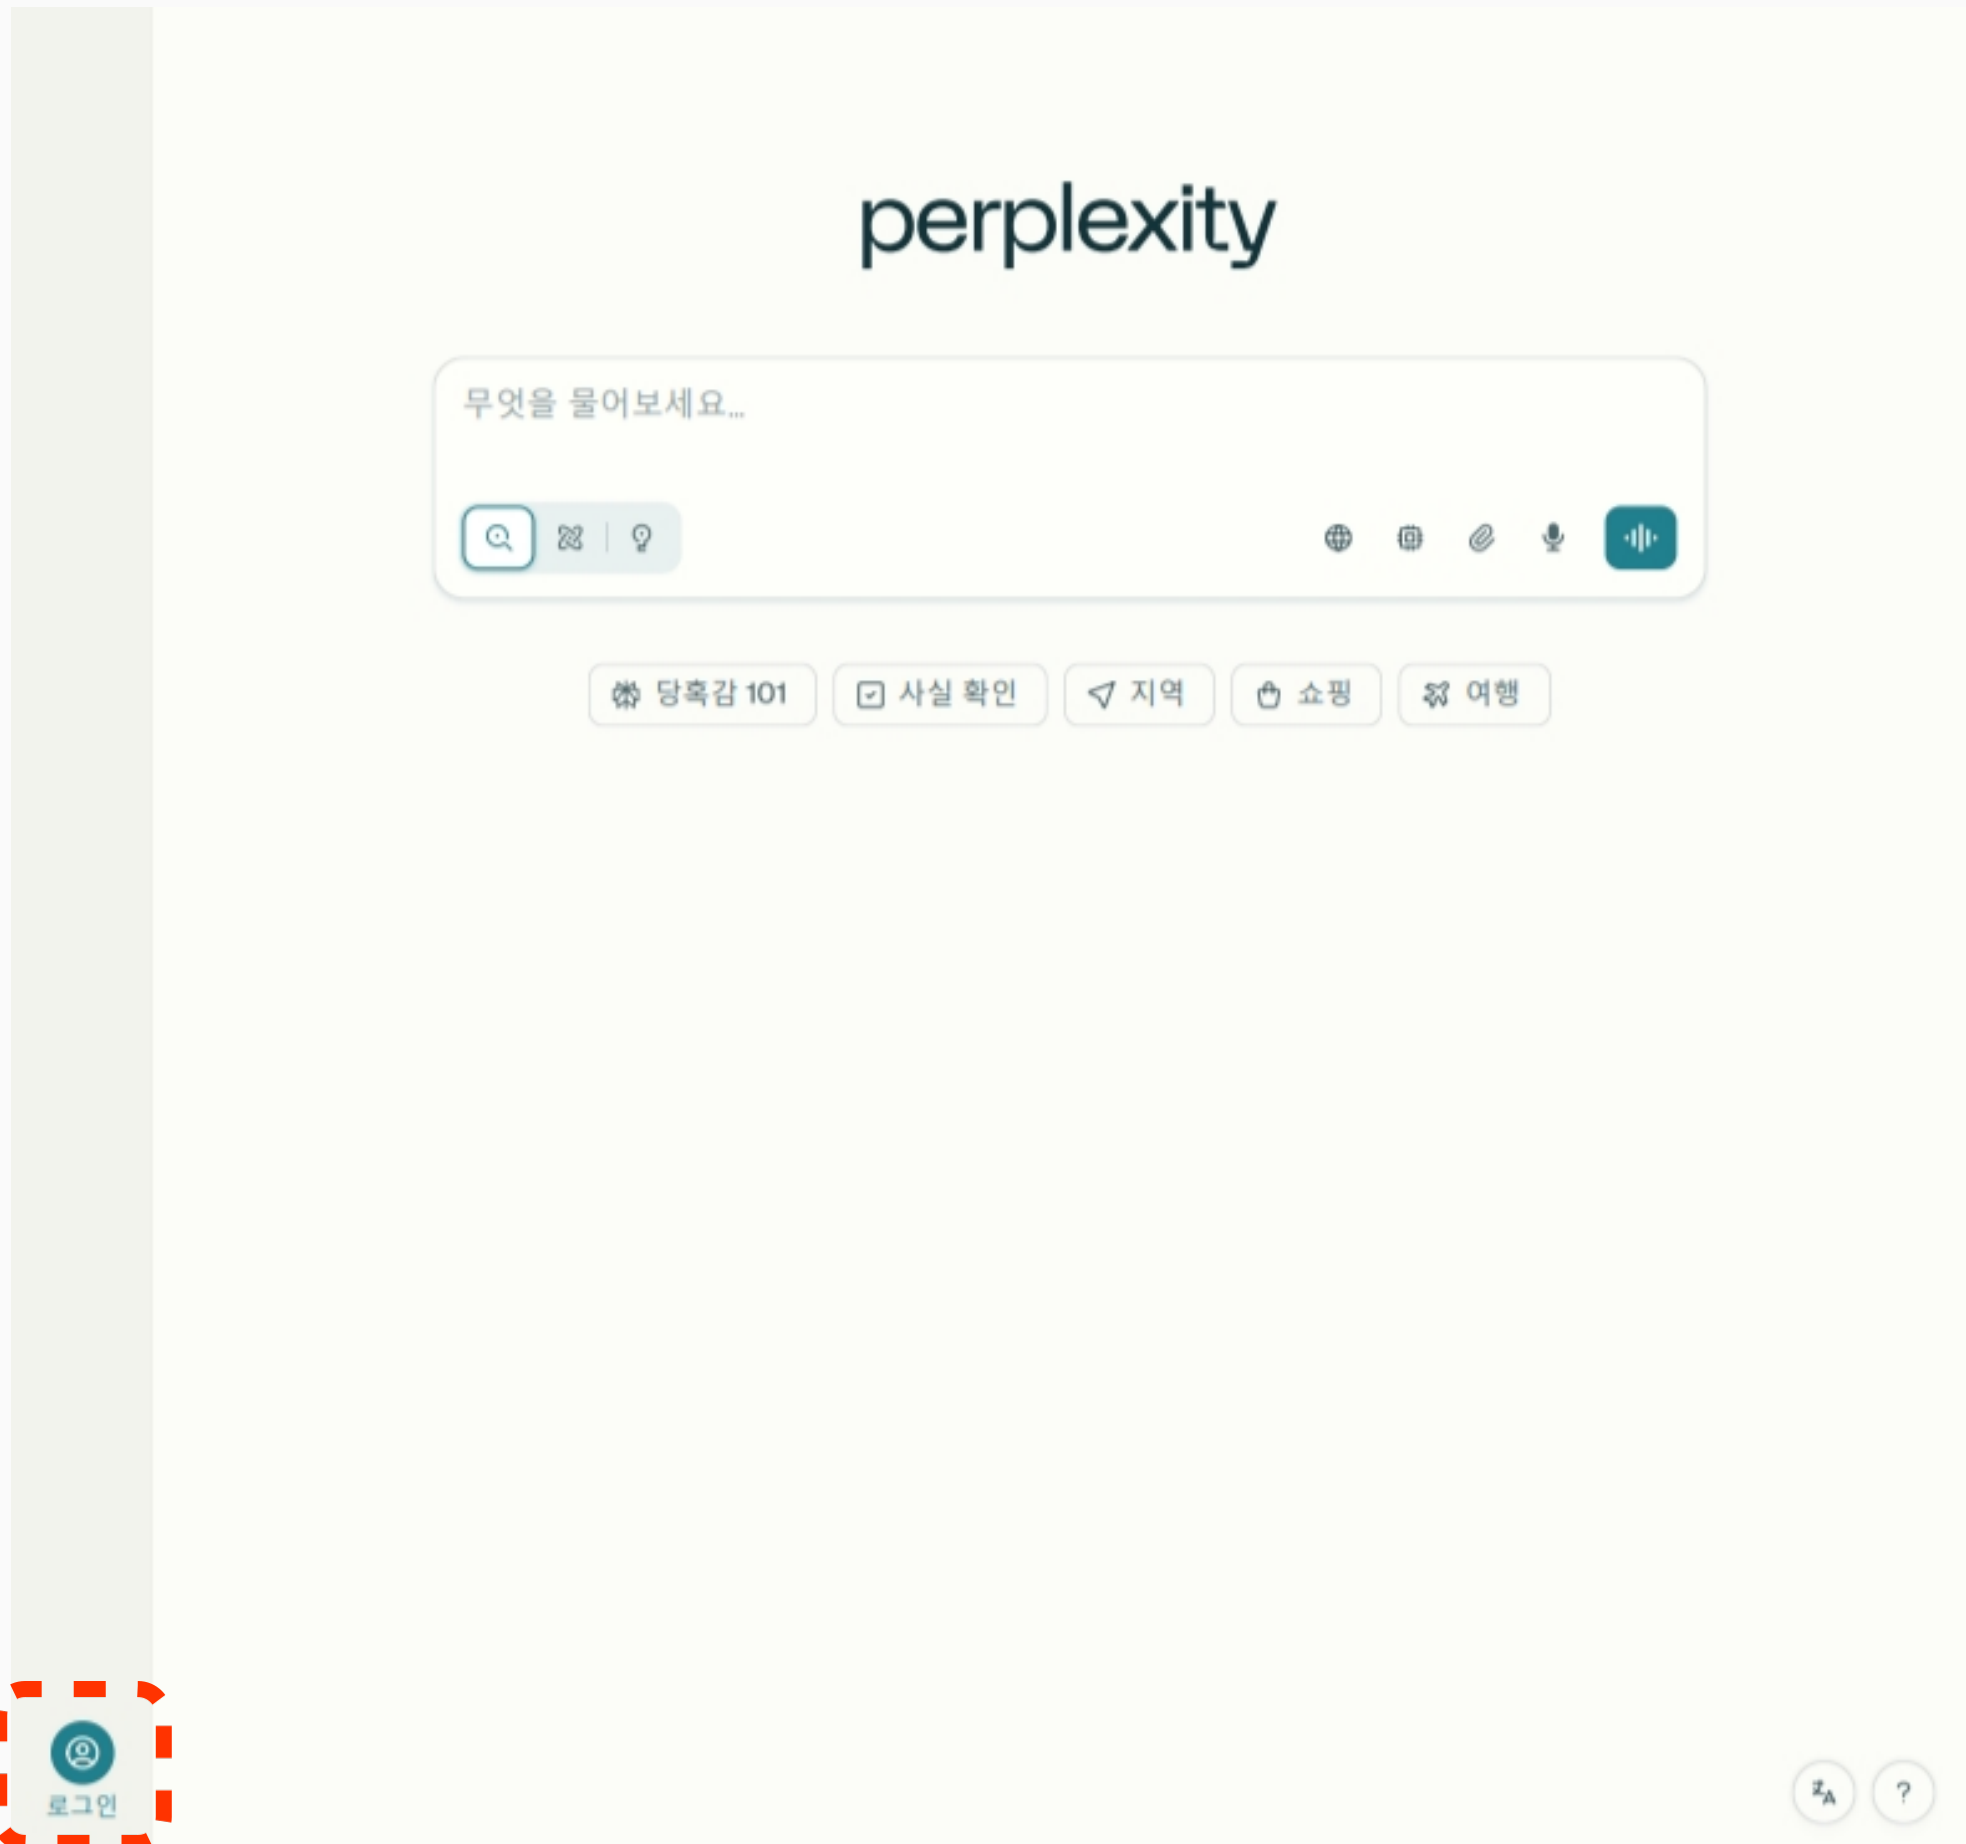 perplexity
무엇을 물어보세요...
당혹감 101
사실 확인
지역
쇼핑
여행
로그인
?